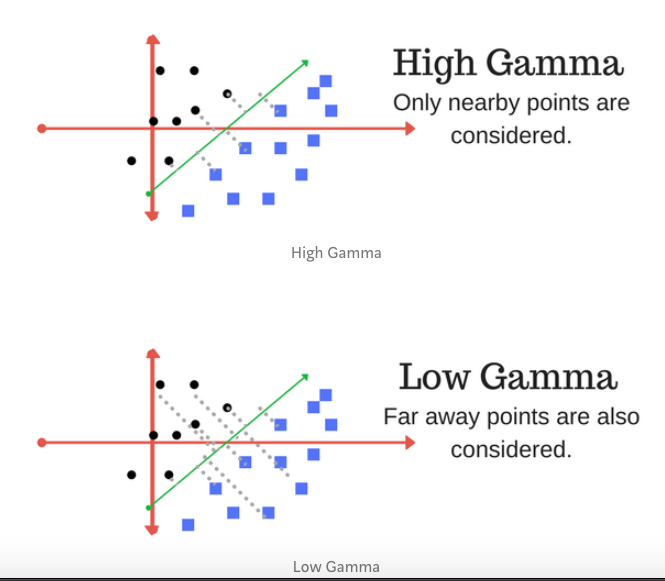 High Gamma
Only nearby points are
considered.
High Gamma
Low Gamma
Far away points are also
considered.
Low Gamma